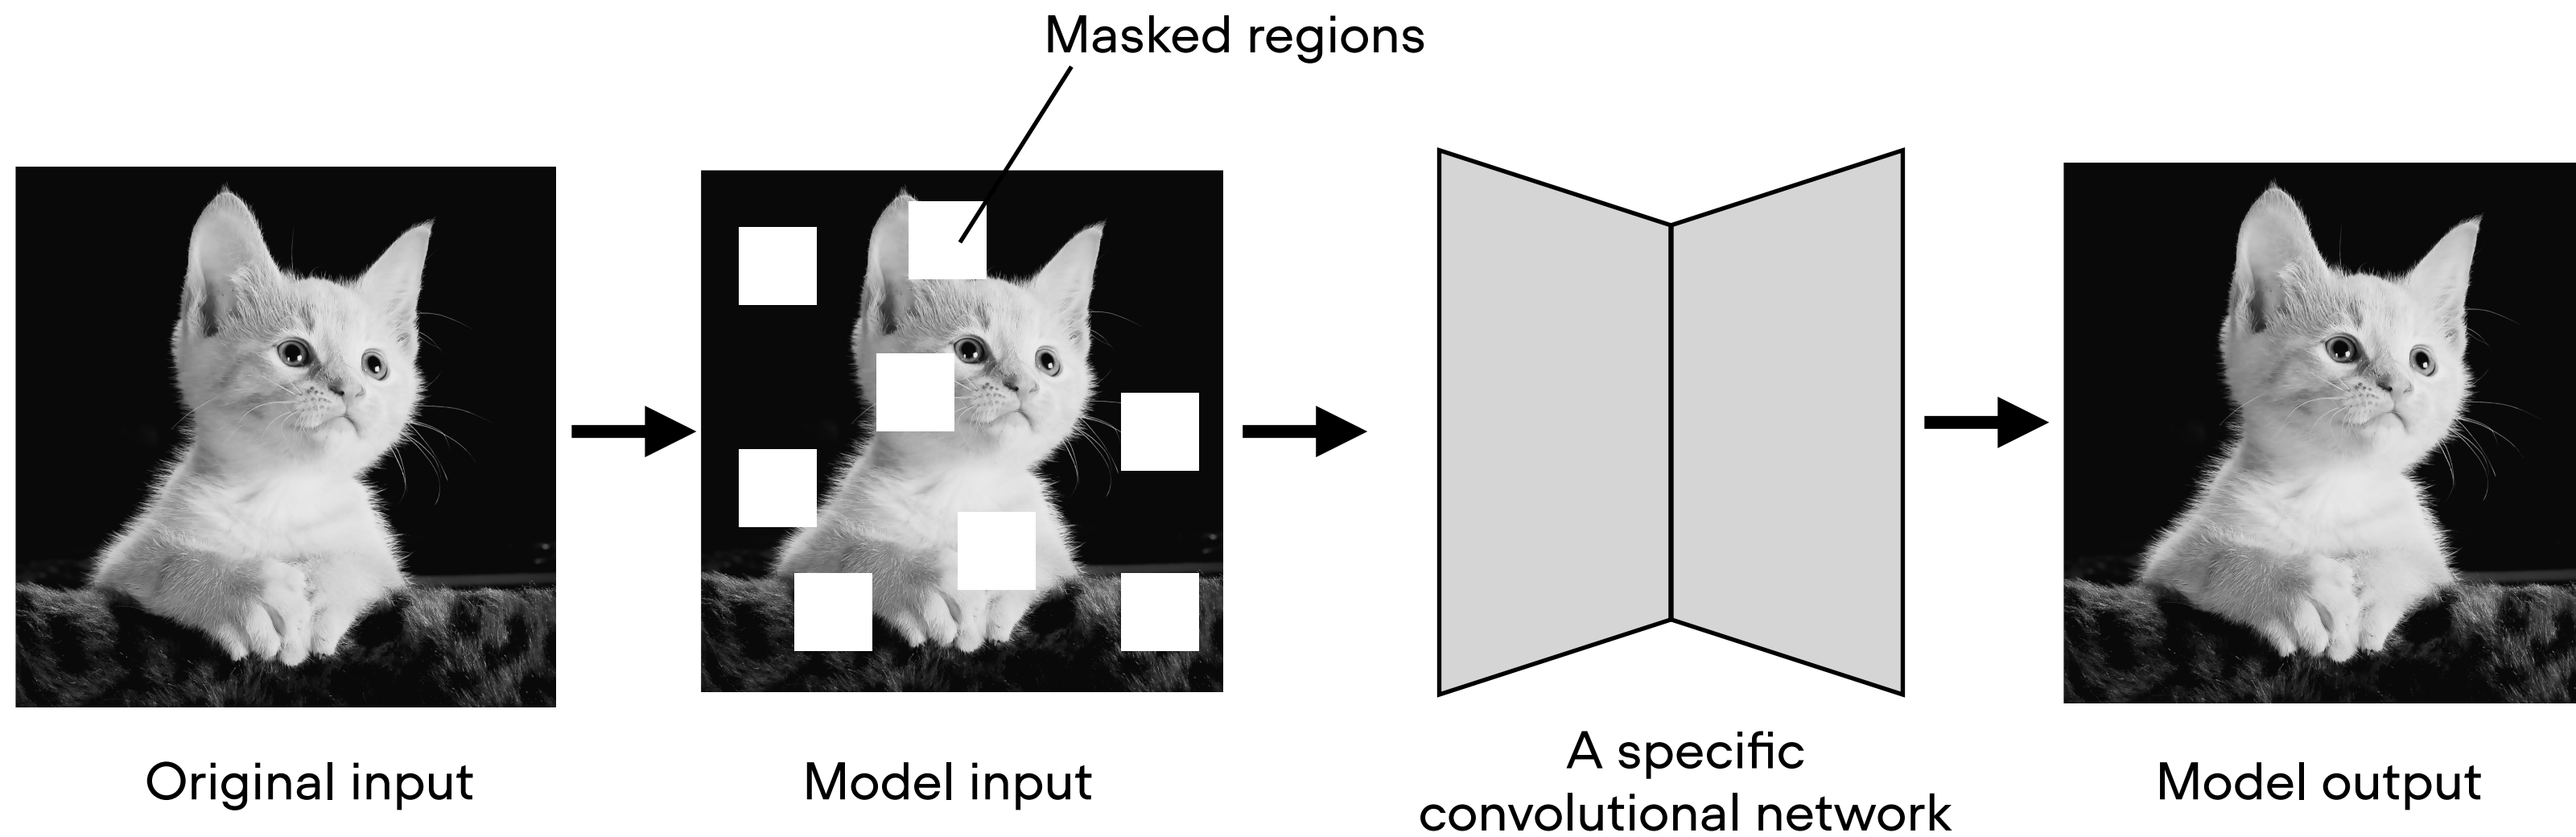 Masked regions
Original input
Model input
A specific
convolutional network
Model output